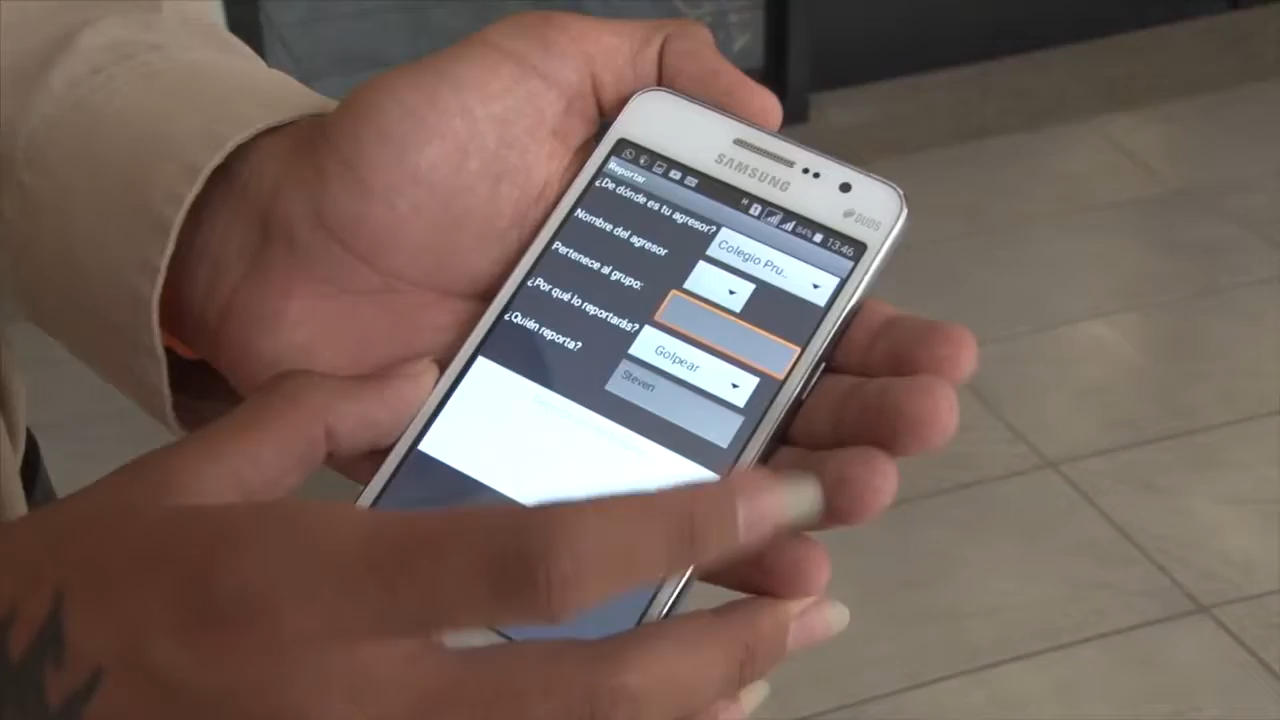 SAMSUNG
DUOS
H 84% 13:46
Reportar
¿De dónde es tu agresor? Colegio Pru..
Nombre del agresor
Pertenece al grupo:
¿Por qué lo reportarás? Golpear
¿Quién reporta? Steven